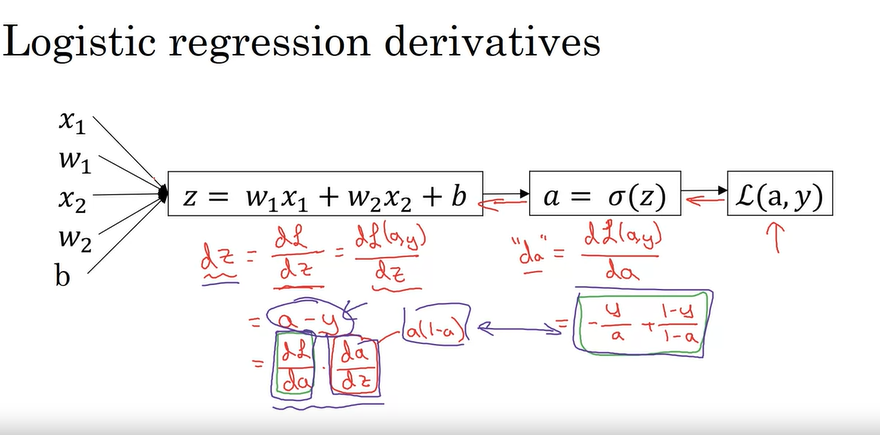 Logistic regression derivatives
x₁
w₁
x₂
w₂
b
z = w₁x₁ + w₂x₂ + b
a = σ(z)
ℒ(a, y)
dz = dℒ/dz = dℒ(a,y)/dz
= a - y
= dℒ/da · da/dz
a(1-a)
"da" = dℒ(a,y)/da
= -y/a + 1-y/1-a